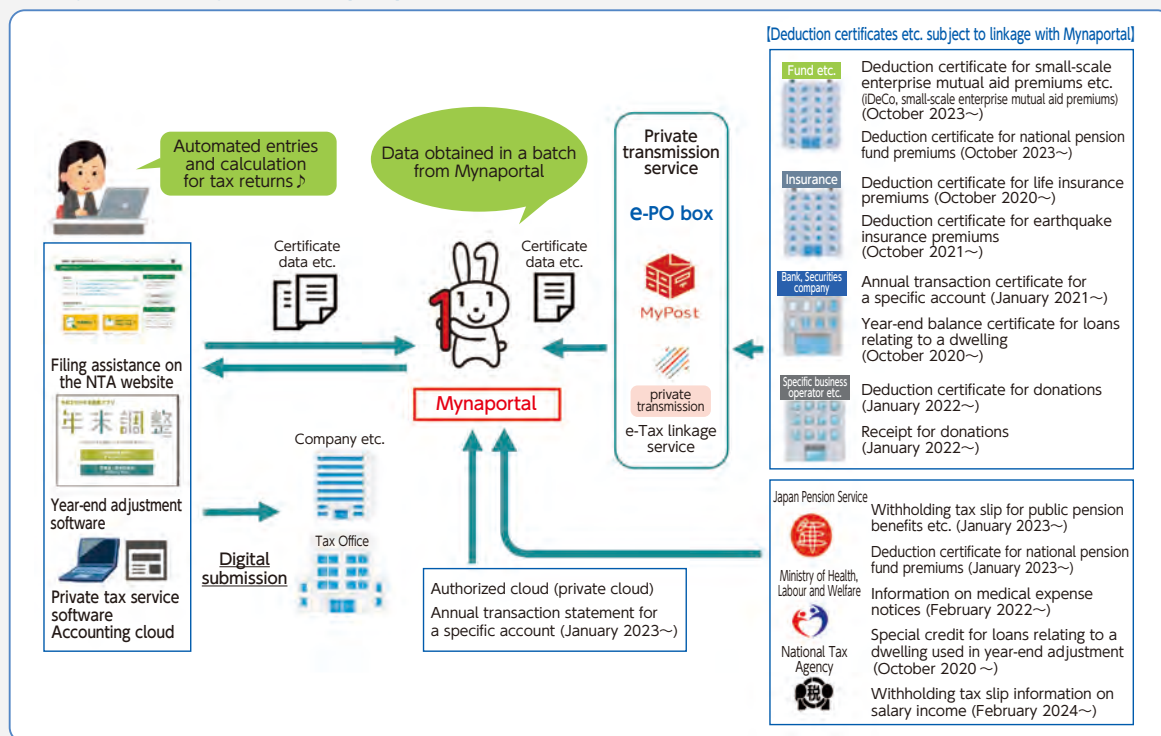 【Deduction certificates etc. subject to linkage with Mynaportal】
Fund etc.
Deduction certificate for small-scale
enterprise mutual aid premiums etc.
(iDeCo, small-scale enterprise mutual aid premiums)
(October 2023～)
Deduction certificate for national pension
fund premiums (October 2023～)
Insurance
Deduction certificate for life insurance
premiums (October 2020～)
Deduction certificate for earthquake
insurance premiums
(October 2021～)
Bank, Securities
company
Annual transaction certificate for
a specific account (January 2021～)
Year-end balance certificate for loans
relating to a dwelling
(October 2020～)
Specific business
operator etc.
Deduction certificate for donations
(January 2022～)
Receipt for donations
(January 2022～)
Automated entries
and calculation
for tax returns♪
Data obtained in a batch
from Mynaportal
Private
transmission
service
e-PO box
MyPost
private
transmission
e-Tax linkage
service
Certificate
data etc.
Certificate
data etc.
1
Mynaportal
Filing assistance on
the NTA website
年末調整
Year-end adjustment
software
Private tax service
software
Accounting cloud
Digital
submission
Company etc.
Tax Office
Authorized cloud (private cloud)
Annual transaction statement for
a specific account (January 2023～)
Japan Pension Service
Withholding tax slip for public pension
benefits etc. (January 2023～)
Deduction certificate for national pension
fund premiums (January 2023～)
Ministry of Health,
Labour and Welfare
Information on medical expense
notices (February 2022～)
National Tax
Agency
税
Special credit for loans relating to a
dwelling used in year-end adjustment
(October 2020～)
Withholding tax slip information on
salary income (February 2024～)